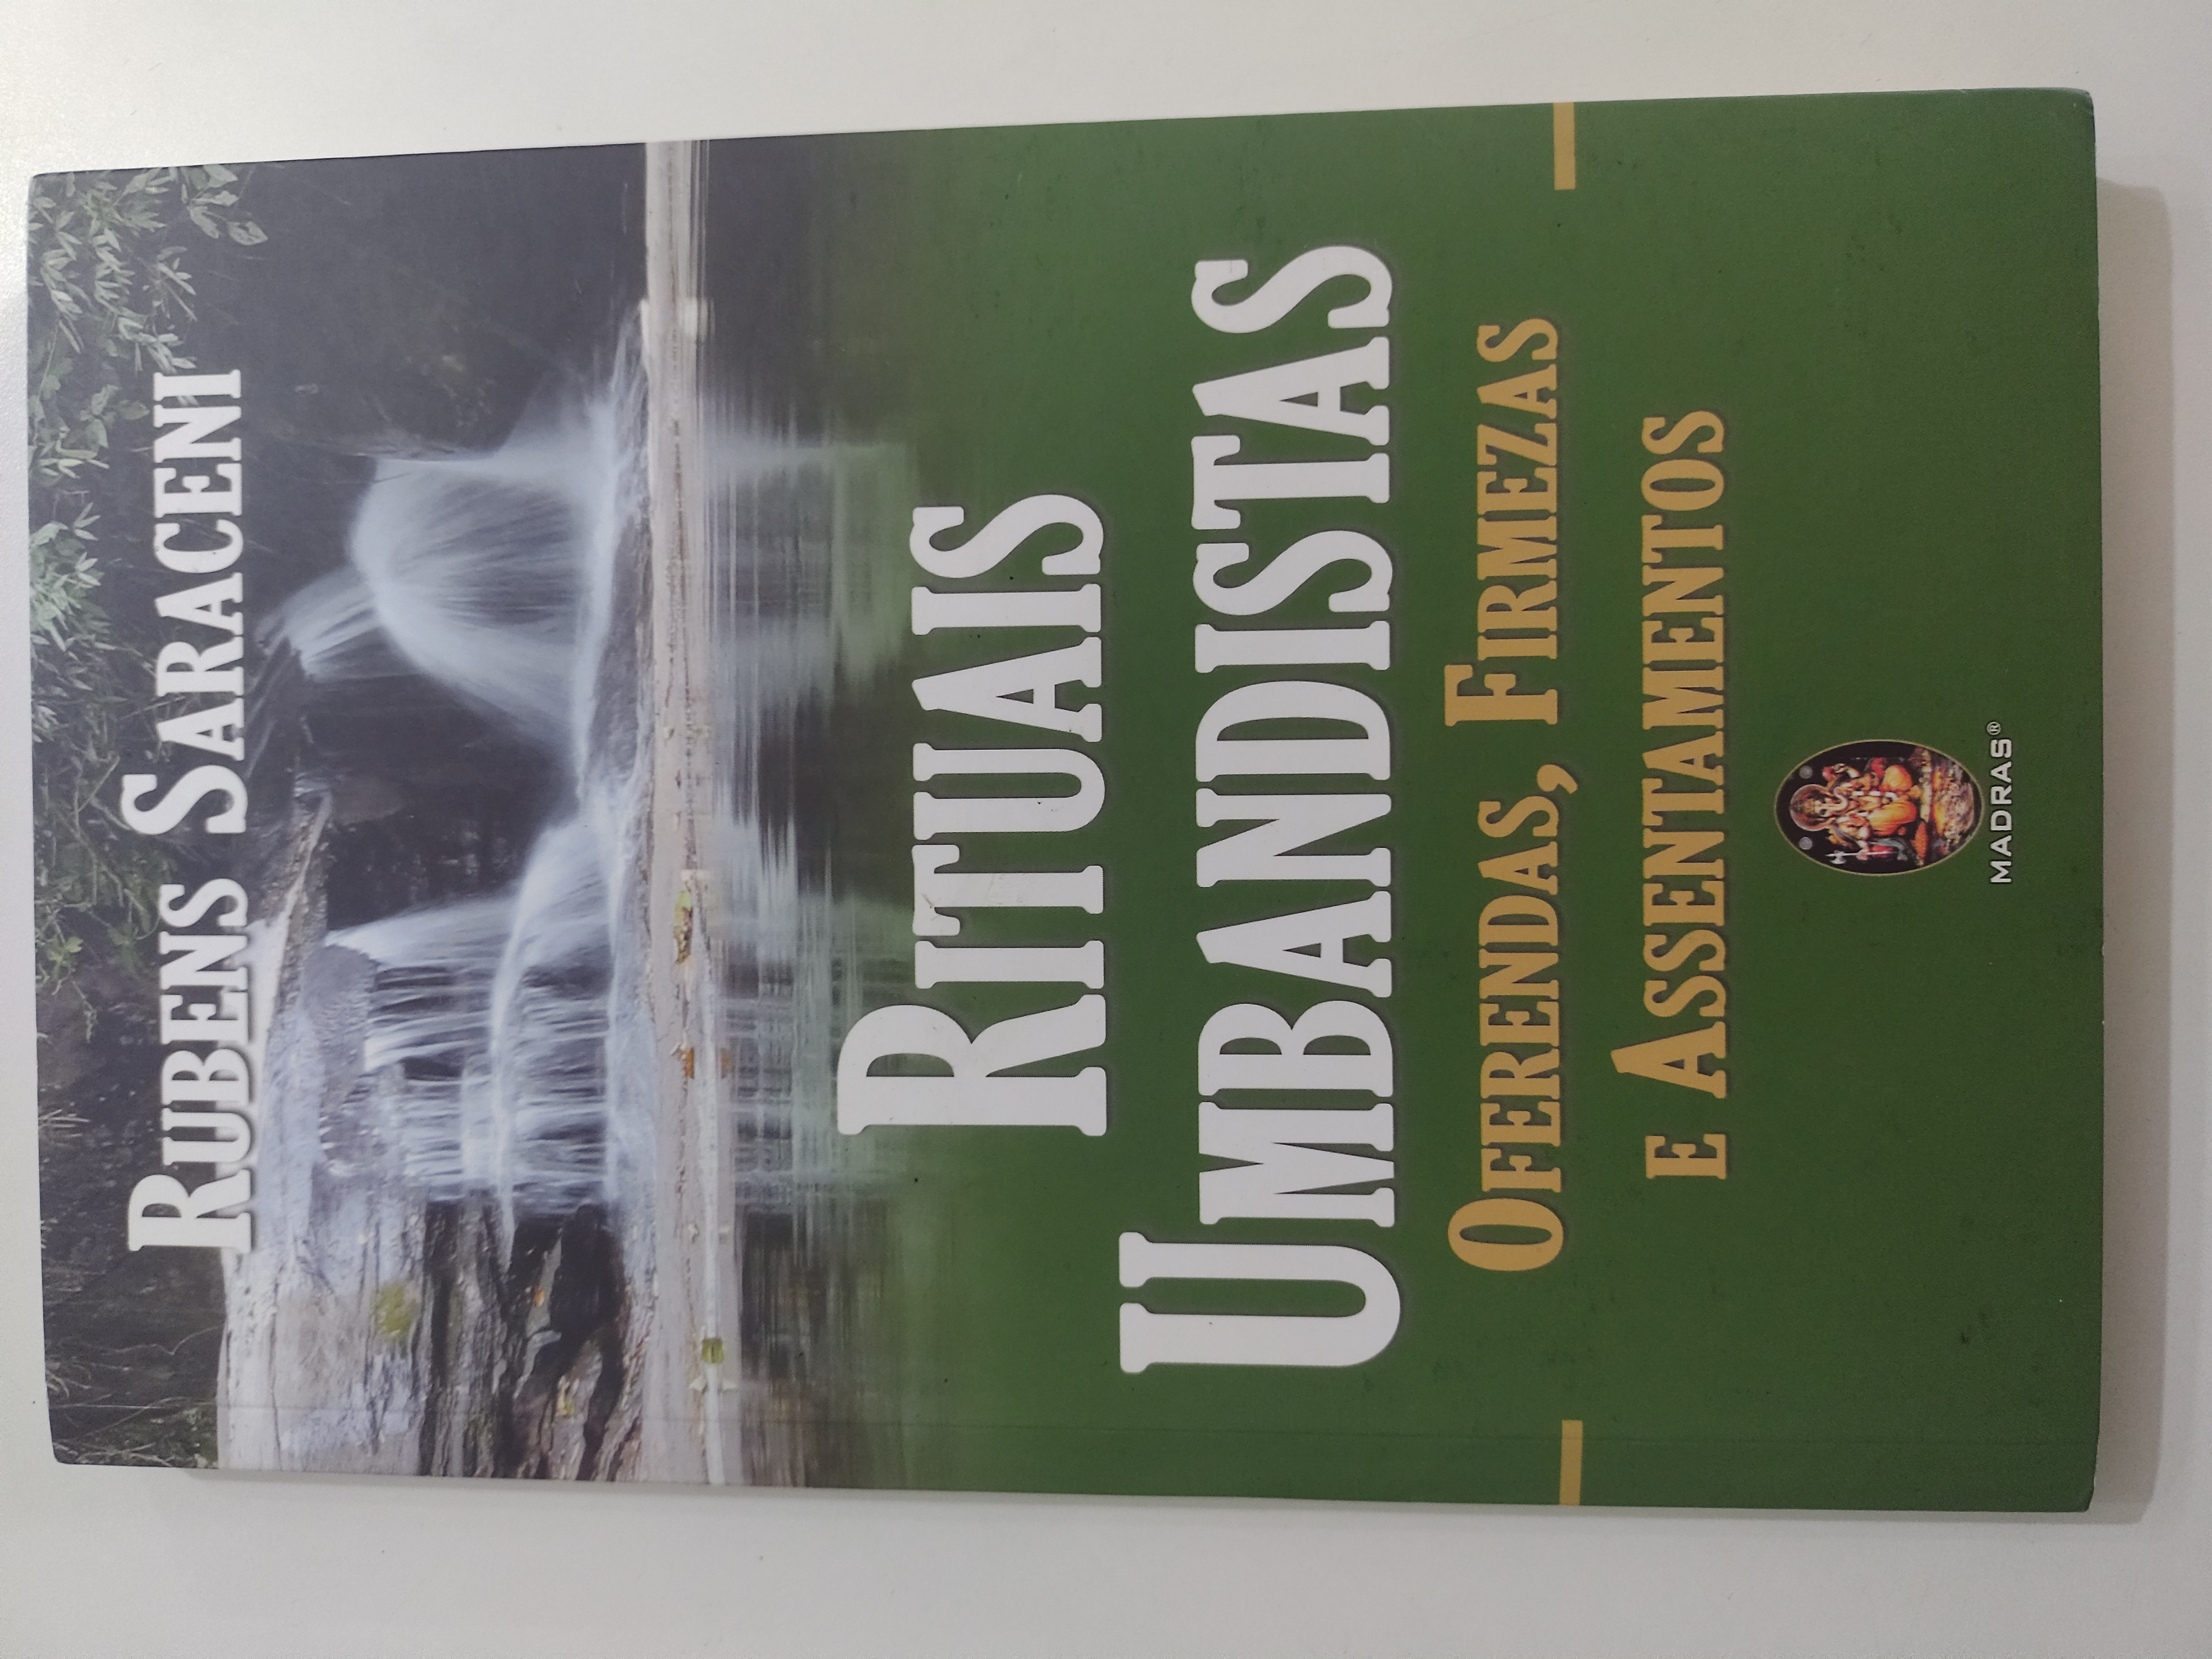 RUBENS SARACENI
RITUAIS
UMBANDISTAS
OFERENDAS, FIRMEZAS
E ASSENTAMENTOS
MADRAS®